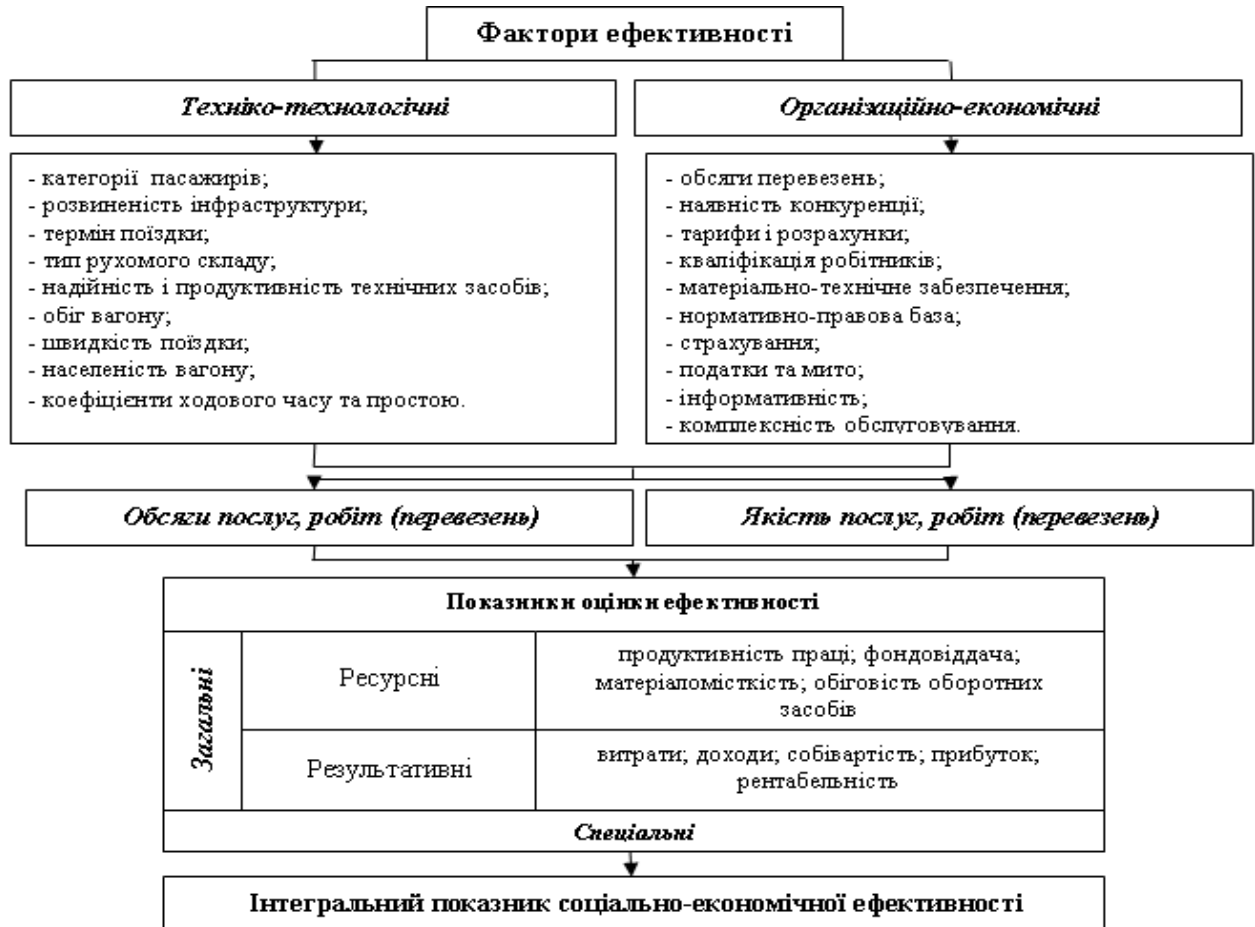 Фактори ефективності
Техніко-технологічні
Організаційно-економічні
- категорії пасажирів;
- розвиненість інфраструктури;
- термін поїздки;
- тип рухомого складу;
- надійність і продуктивність технічних засобів;
- обіг вагону;
- швидкість поїздки;
- населеність вагону;
- коефіцієнти ходового часу та простою.
- обсяги перевезень;
- наявність конкуренції;
- тарифи і розрахунки;
- кваліфікація робітників;
- матеріально-технічне забезпечення;
- нормативно-правова база;
- страхування;
- податки та мито;
- інформативність;
- комплексність обслуговування.
Обсяги послуг, робіт (перевезень)
Якість послуг, робіт (перевезень)
Показники оцінки ефективності
Загальні
Ресурсні
продуктивність праці; фондовіддача;
матеріаломісткість; обіговість оборотних
засобів
Результативні
витрати; доходи; собівартість; прибуток;
рентабельність
Спеціальні
Інтегральний показник соціально-економічної ефективності